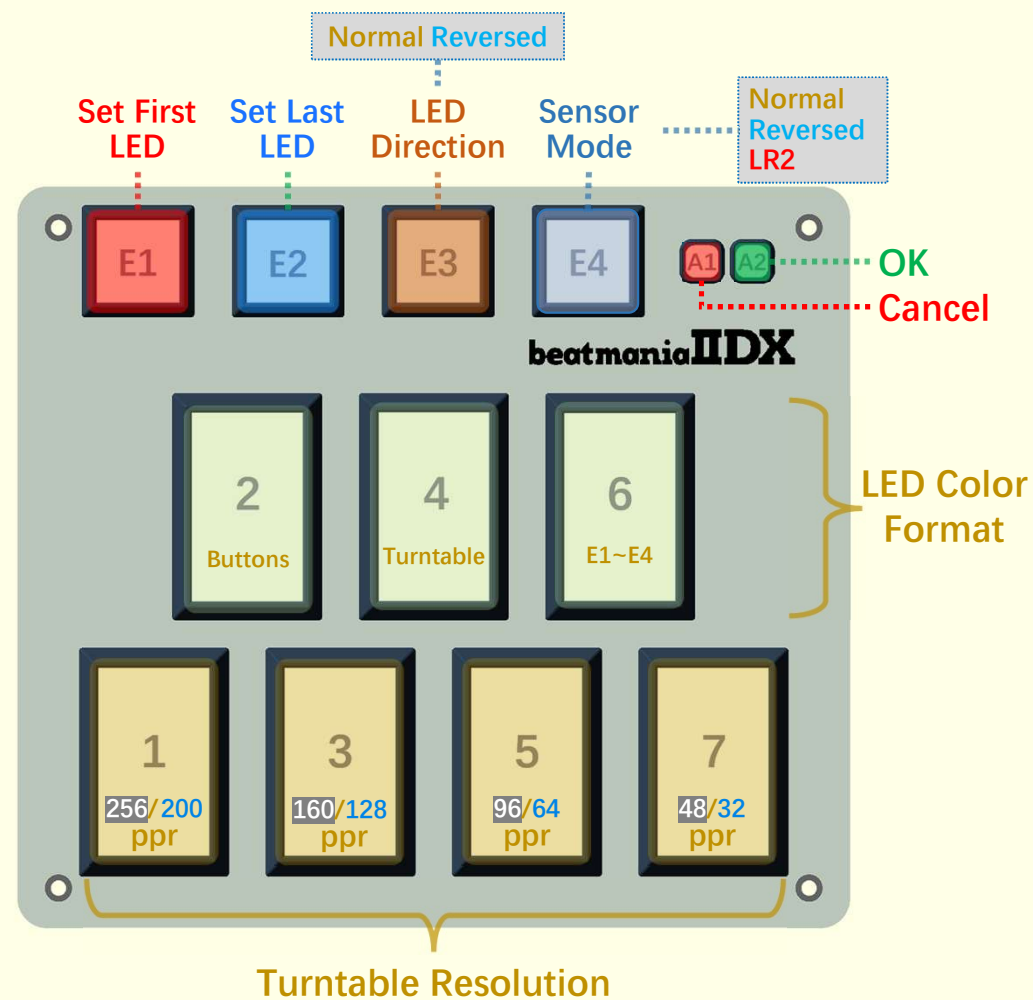 Normal Reversed
Set First
LED
Set Last
LED
LED
Direction
Sensor
Mode
Normal
Reversed
LR2
E1
E2
E3
E4
A1
A2
OK
Cancel
beatmania IIDX
2
Buttons
4
Turntable
6
E1~E4
LED Color
Format
1
256/200
ppr
3
160/128
ppr
5
96/64
ppr
7
48/32
ppr
Turntable Resolution